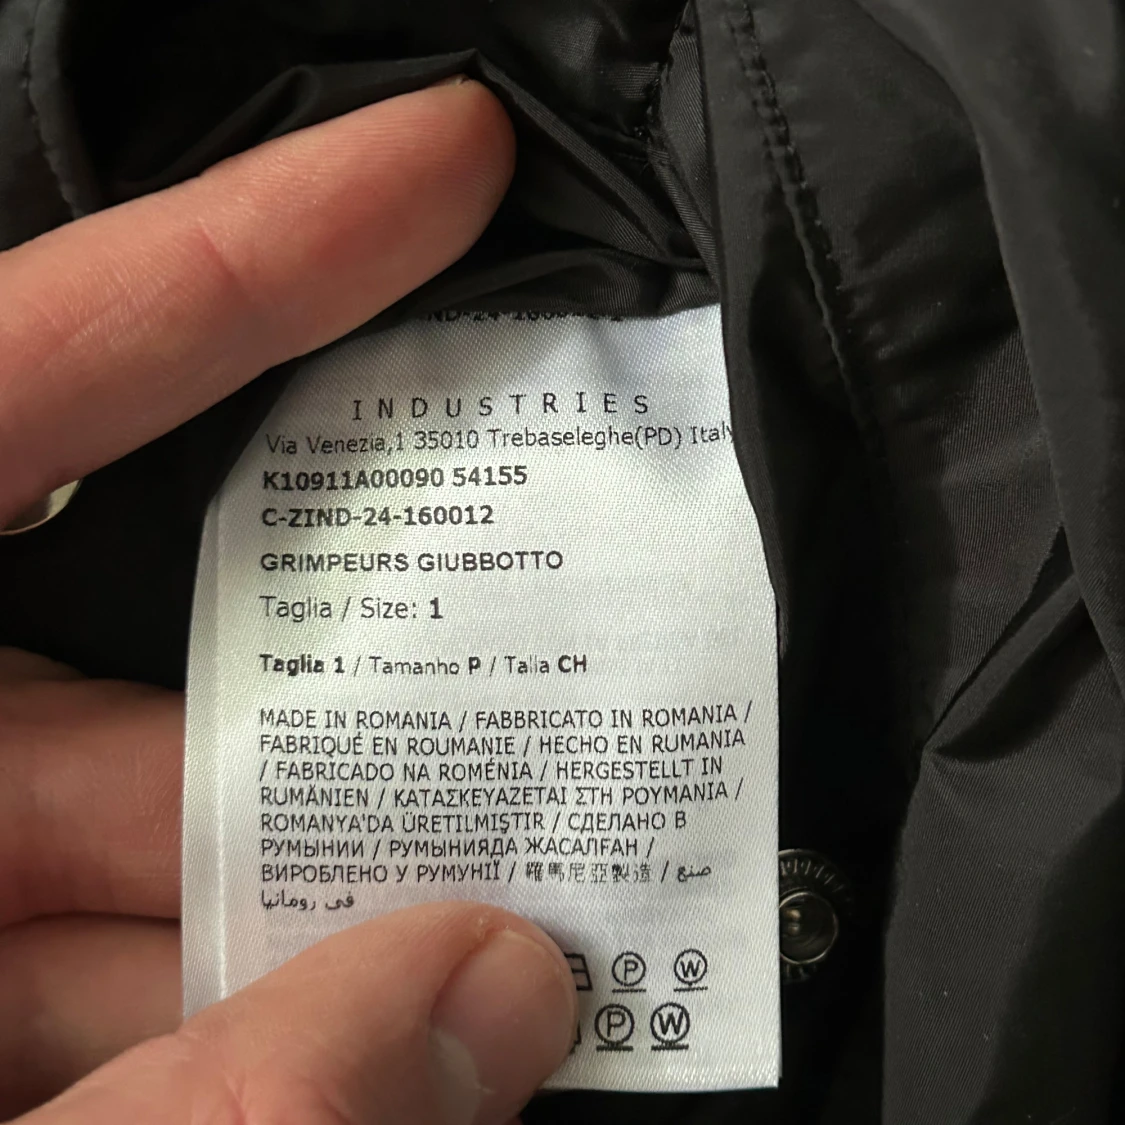 INDUSTRIES
Via Venezia,1 35010 Trebaseleghe(PD) Italy
K10911A00090 54155
C-ZIND-24-160012
GRIMPEURS GIUBBOTTO
Taglia / Size: 1
Taglia 1 / Tamanho P / Talla CH
MADE IN ROMANIA / FABBRICATO IN ROMANIA /
FABRIQUÉ EN ROUMANIE / HECHO EN RUMANIA
/ FABRICADO NA ROMÉNIA / HERGESTELLT IN
RUMÄNIEN / ΚΑΤΑΣΚΕΥΑΖΕΤΑΙ ΣΤΗ ΡΟΥΜΑΝΙΑ /
ROMANYA'DA ÜRETILMIŞTIR / СДЕЛАНО В
РУМЫНИИ / РУМЫНИЯДА ЖАСАЛҒАН /
ВИРОБЛЕНО У РУМУНІЇ / 羅馬尼亞製造 / صنع
في رومانيا
P W
P W